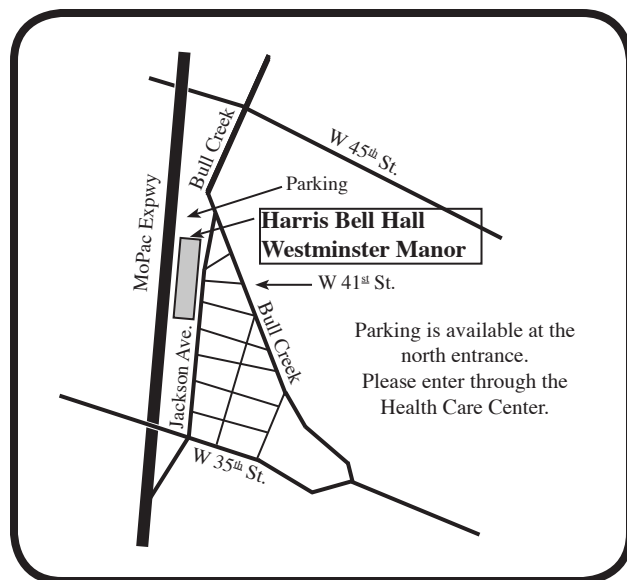 W 45th St.
Bull Creek
Parking
MoPac Expwy
Harris Bell Hall
Westminster Manor
W 41st St.
Bull Creek
Parking is available at the
north entrance.
Please enter through the
Health Care Center.
Jackson Ave.
W 35th St.